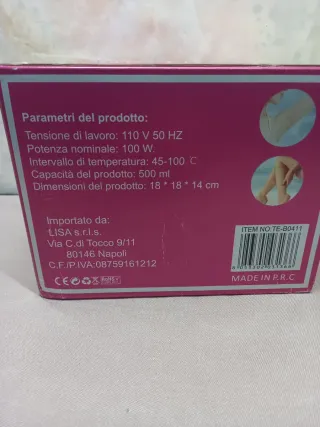 Parametri del prodotto:
Tensione di lavoro: 110 V 50 HZ
Potenza nominale: 100 W.
Intervallo di temperatura: 45-100 ℃
Capacità del prodotto: 500 ml
Dimensioni del prodotto: 18 * 18 * 14 cm
Importato da:
LISA s.r.l.s.
Via C.di Tocco 9/11
80146 Napoli
C.F./P.IVA:08759161212
CE
ITEM NO.TE-B0411
MADE IN P.R.C